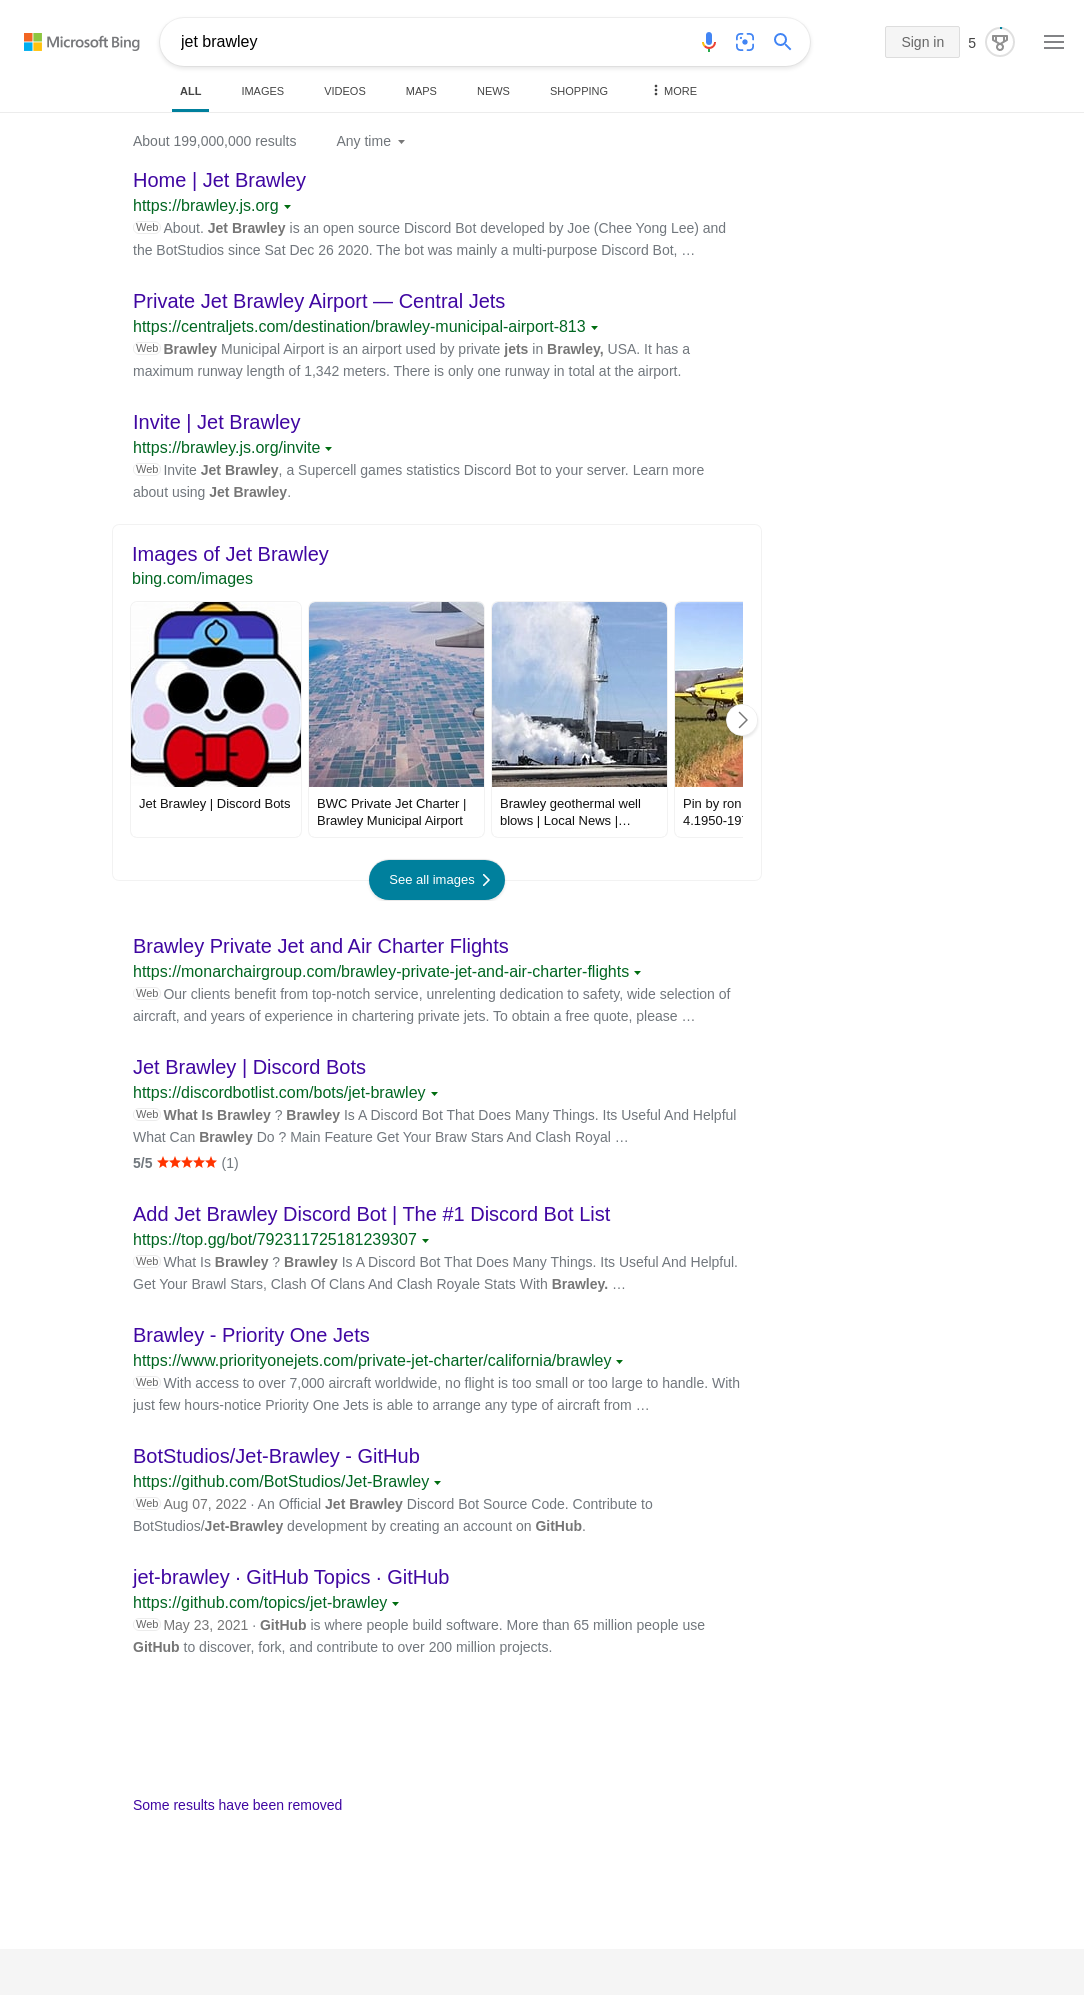 Microsoft Bing
jet brawley
Sign in
5
ALL
IMAGES
VIDEOS
MAPS
NEWS
SHOPPING
MORE
About 199,000,000 results
Any time
Home | Jet Brawley
https://brawley.js.org
Web About. Jet Brawley is an open source Discord Bot developed by Joe (Chee Yong Lee) and
the BotStudios since Sat Dec 26 2020. The bot was mainly a multi-purpose Discord Bot, …
Private Jet Brawley Airport — Central Jets
https://centraljets.com/destination/brawley-municipal-airport-813
Web Brawley Municipal Airport is an airport used by private jets in Brawley, USA. It has a
maximum runway length of 1,342 meters. There is only one runway in total at the airport.
Invite | Jet Brawley
https://brawley.js.org/invite
Web Invite Jet Brawley, a Supercell games statistics Discord Bot to your server. Learn more
about using Jet Brawley.
Images of Jet Brawley
bing.com/images
Jet Brawley | Discord Bots
BWC Private Jet Charter |
Brawley Municipal Airport
Brawley geothermal well
blows | Local News |…
Pin by ron
4.1950-197
See all images
Brawley Private Jet and Air Charter Flights
https://monarchairgroup.com/brawley-private-jet-and-air-charter-flights
Web Our clients benefit from top-notch service, unrelenting dedication to safety, wide selection of
aircraft, and years of experience in chartering private jets. To obtain a free quote, please …
Jet Brawley | Discord Bots
https://discordbotlist.com/bots/jet-brawley
Web What Is Brawley ? Brawley Is A Discord Bot That Does Many Things. Its Useful And Helpful
What Can Brawley Do ? Main Feature Get Your Braw Stars And Clash Royal …
5/5 ★★★★★ (1)
Add Jet Brawley Discord Bot | The #1 Discord Bot List
https://top.gg/bot/792311725181239307
Web What Is Brawley ? Brawley Is A Discord Bot That Does Many Things. Its Useful And Helpful.
Get Your Brawl Stars, Clash Of Clans And Clash Royale Stats With Brawley. …
Brawley - Priority One Jets
https://www.priorityonejets.com/private-jet-charter/california/brawley
Web With access to over 7,000 aircraft worldwide, no flight is too small or too large to handle. With
just few hours-notice Priority One Jets is able to arrange any type of aircraft from …
BotStudios/Jet-Brawley - GitHub
https://github.com/BotStudios/Jet-Brawley
Web Aug 07, 2022 · An Official Jet Brawley Discord Bot Source Code. Contribute to
BotStudios/Jet-Brawley development by creating an account on GitHub.
jet-brawley · GitHub Topics · GitHub
https://github.com/topics/jet-brawley
Web May 23, 2021 · GitHub is where people build software. More than 65 million people use
GitHub to discover, fork, and contribute to over 200 million projects.
Some results have been removed